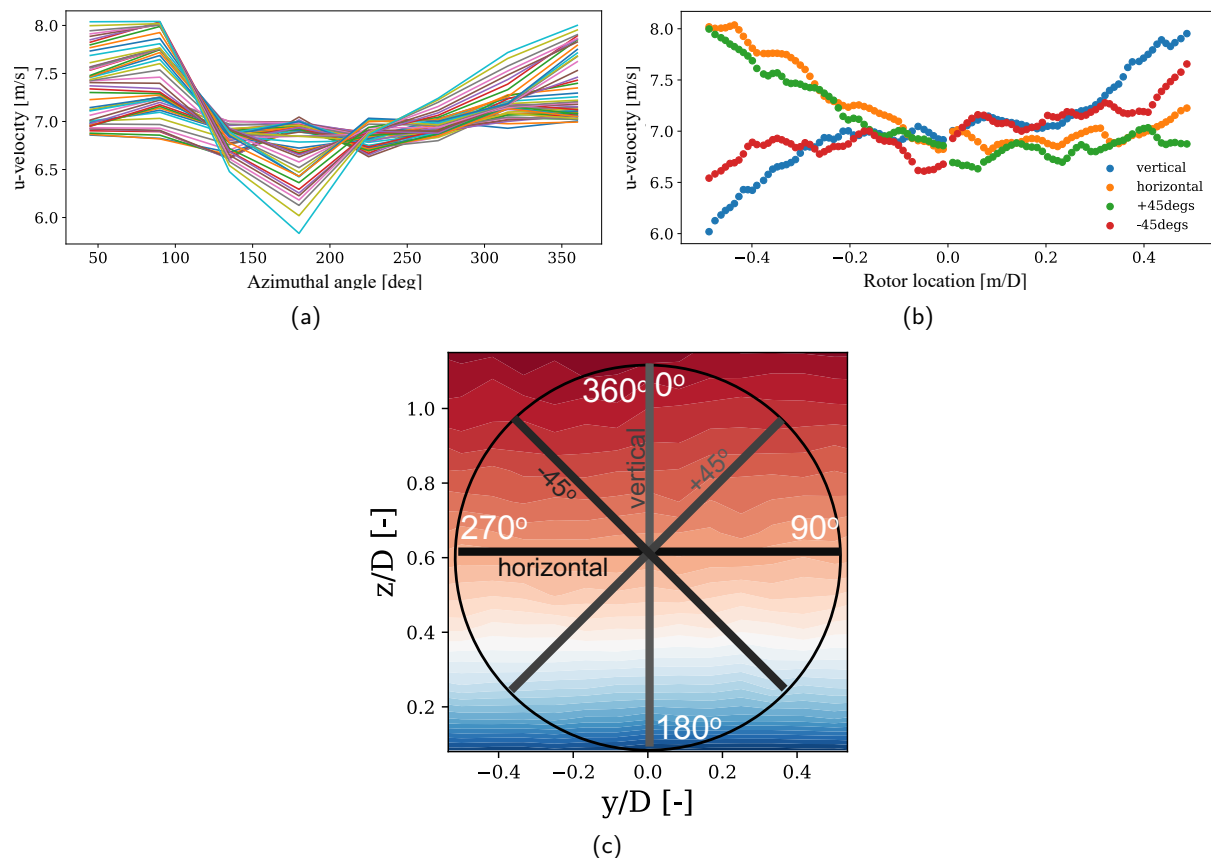 8.0
7.5
7.0
6.5
6.0
u-velocity [m/s]
50 100 150 200 250 300 350
Azimuthal angle [deg]
(a)
8.0
7.5
7.0
6.5
6.0
u-velocity [m/s]
vertical
horizontal
+45degs
-45degs
−0.4 −0.2 0.0 0.2 0.4
Rotor location [m/D]
(b)
1.0
0.8
0.6
0.4
0.2
z/D [-]
360º 0º
-45º
vertical
+45º
270º
90º
horizontal
180º
−0.4 −0.2 0.0 0.2 0.4
y/D [-]
(c)